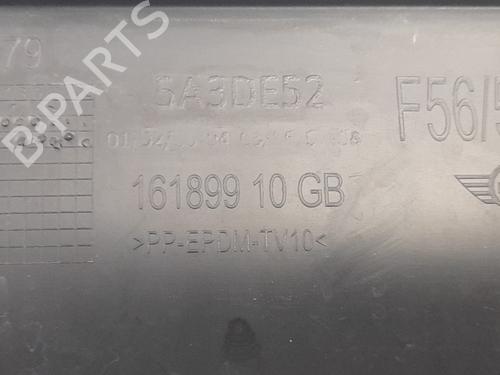 79
B-PARTS
5A3DE52
F56/5
161899 10 GB
>PP-EPDM-TV10<